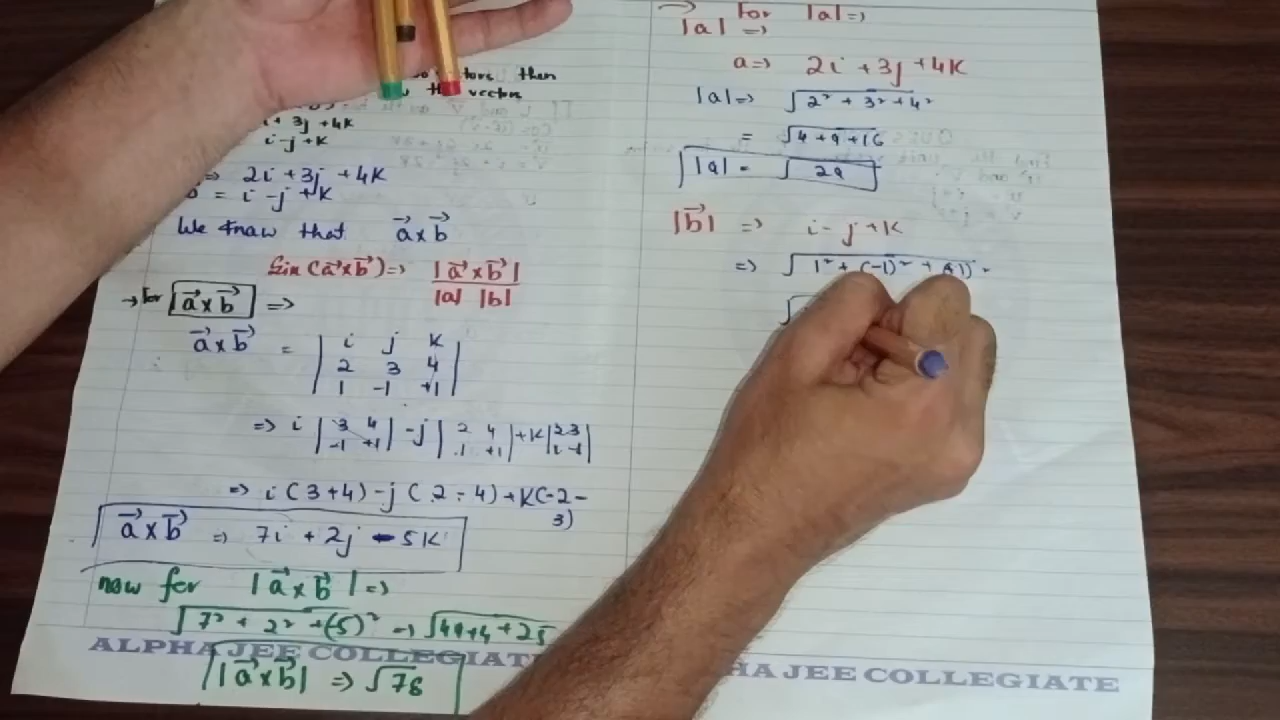 then
vectors
+ 3j + 4k
i - j + k
⇒ 2i + 3j + 4k
= i - j + k
We know that a⃗ x b⃗
Sin (a⃗ x b⃗) ⇒ |a⃗ x b⃗| / |a| |b|
→ For a⃗ x b⃗ ⇒
a⃗ x b⃗ = | i j k
2 3 4
1 -1 +1 |
⇒ i | 3 4 | - j | 2 4 | + k | 2 3 |
-1 +1 1 +1 1 -1
⇒ i ( 3 + 4 ) - j ( 2 - 4 ) + k ( -2 -
3)
a⃗ x b⃗ ⇒ 7i + 2j - 5k
now for |a⃗ x b⃗| ⇒
√7² + 2² + (-5)² → √49 + 4 + 25
ALPHA JEE COLLEGIAT
|a⃗ x b⃗| ⇒ √78
For |a| ⇒
|a| ⇒
a ⇒ 2i + 3j + 4k
|a| ⇒ √2² + 3² + 4²
= √4 + 9 + 16
|a| = √29
|b⃗| ⇒ i - j + k
⇒ √1² + (-1)² + (1)²
√
HA JEE COLLEGIATE